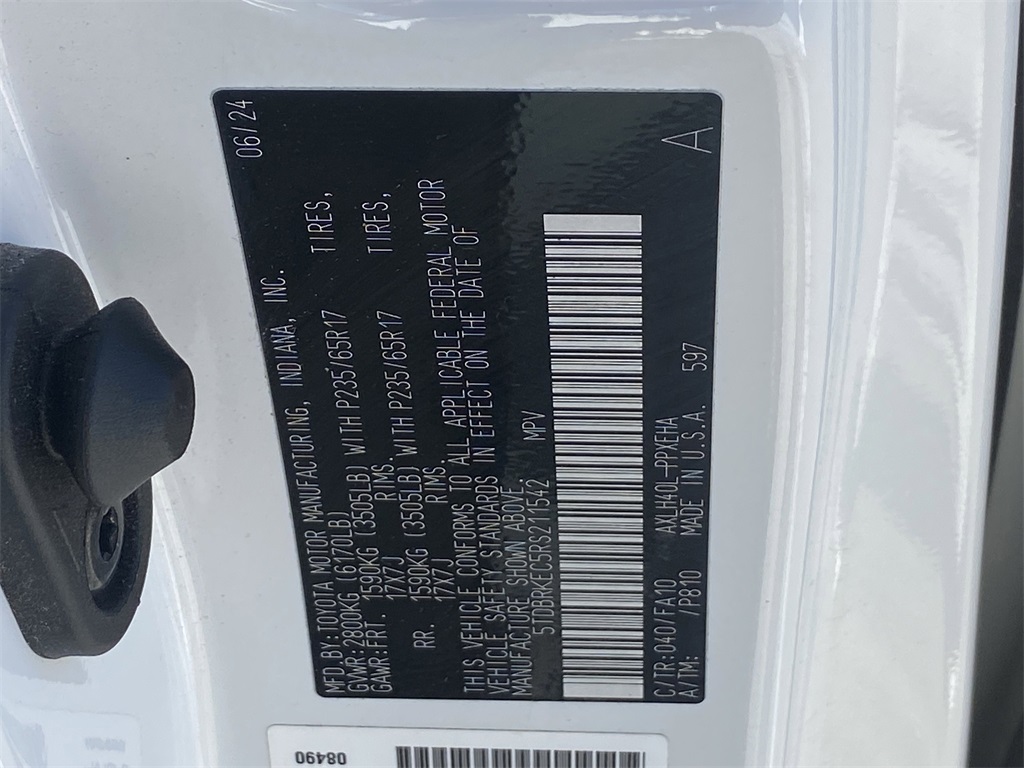 MFD.BY:TOYOTA MOTOR MANUFACTURING, INDIANA, INC. 06/24
GVWR:2800KG (6170LB)
GAWR:FRT. 1590KG (3505LB) WITH P235/65R17 TIRES,
17X7J RIMS.
RR. 1590KG (3505LB) WITH P235/65R17 TIRES,
17X7J RIMS.
THIS VEHICLE CONFORMS TO ALL APPLICABLE FEDERAL MOTOR
VEHICLE SAFETY STANDARDS IN EFFECT ON THE DATE OF
MANUFACTURE SHOWN ABOVE.
5TDBRKEC5RS211542 MPV
C/TR:040/FA10 AXLH40L-PPXEHA
A/TM: /P810 MADE IN U.S.A. 597 A
08490